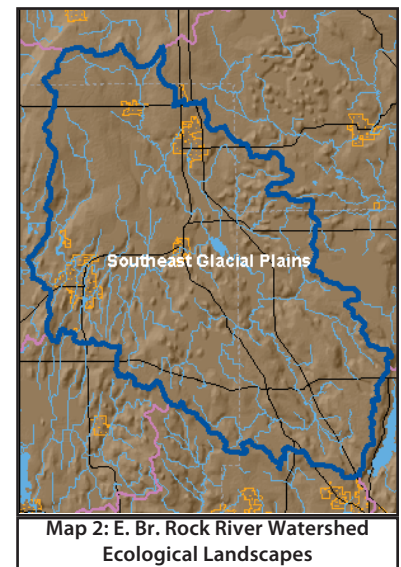 Southeast Glacial Plains
Map 2: E. Br. Rock River Watershed
Ecological Landscapes